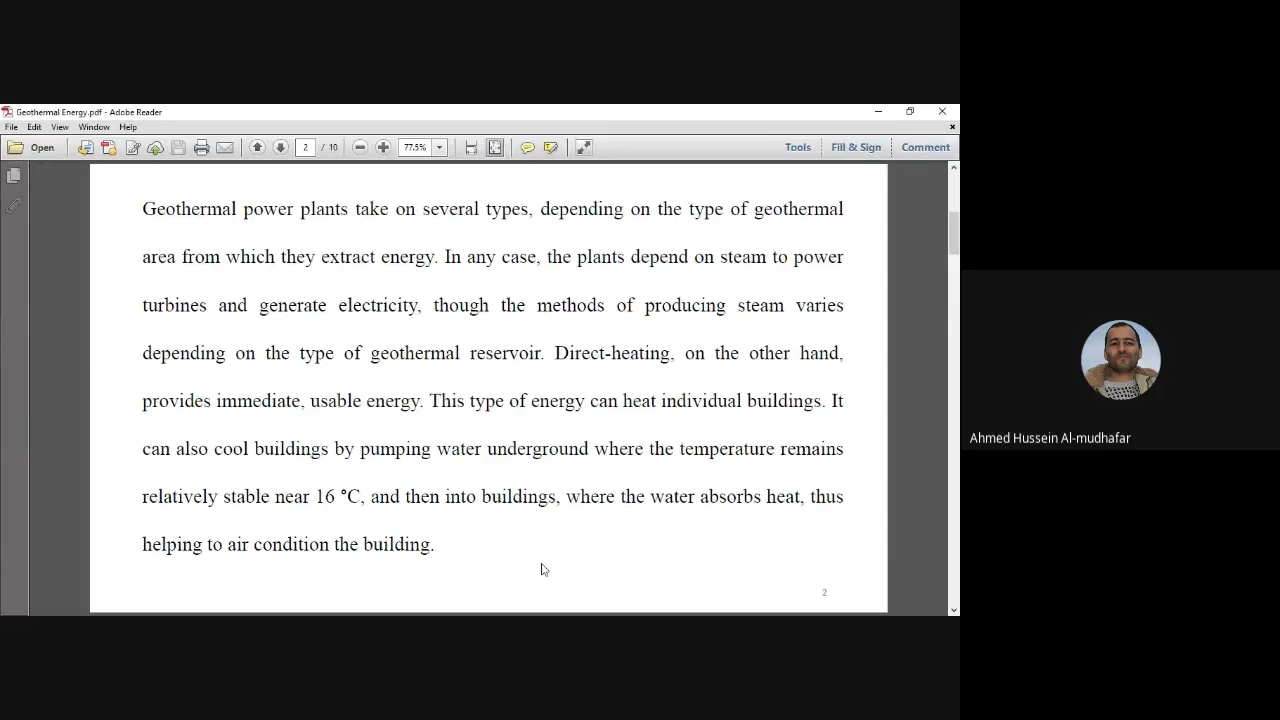 Geothermal Energy.pdf - Adobe Reader
File Edit View Window Help
Open 2 / 10 77.5% Tools Fill & Sign Comment
Geothermal power plants take on several types, depending on the type of geothermal
area from which they extract energy. In any case, the plants depend on steam to power
turbines and generate electricity, though the methods of producing steam varies
depending on the type of geothermal reservoir. Direct-heating, on the other hand,
provides immediate, usable energy. This type of energy can heat individual buildings. It
can also cool buildings by pumping water underground where the temperature remains
relatively stable near 16 °C, and then into buildings, where the water absorbs heat, thus
helping to air condition the building.
2
Ahmed Hussein Al-mudhafar